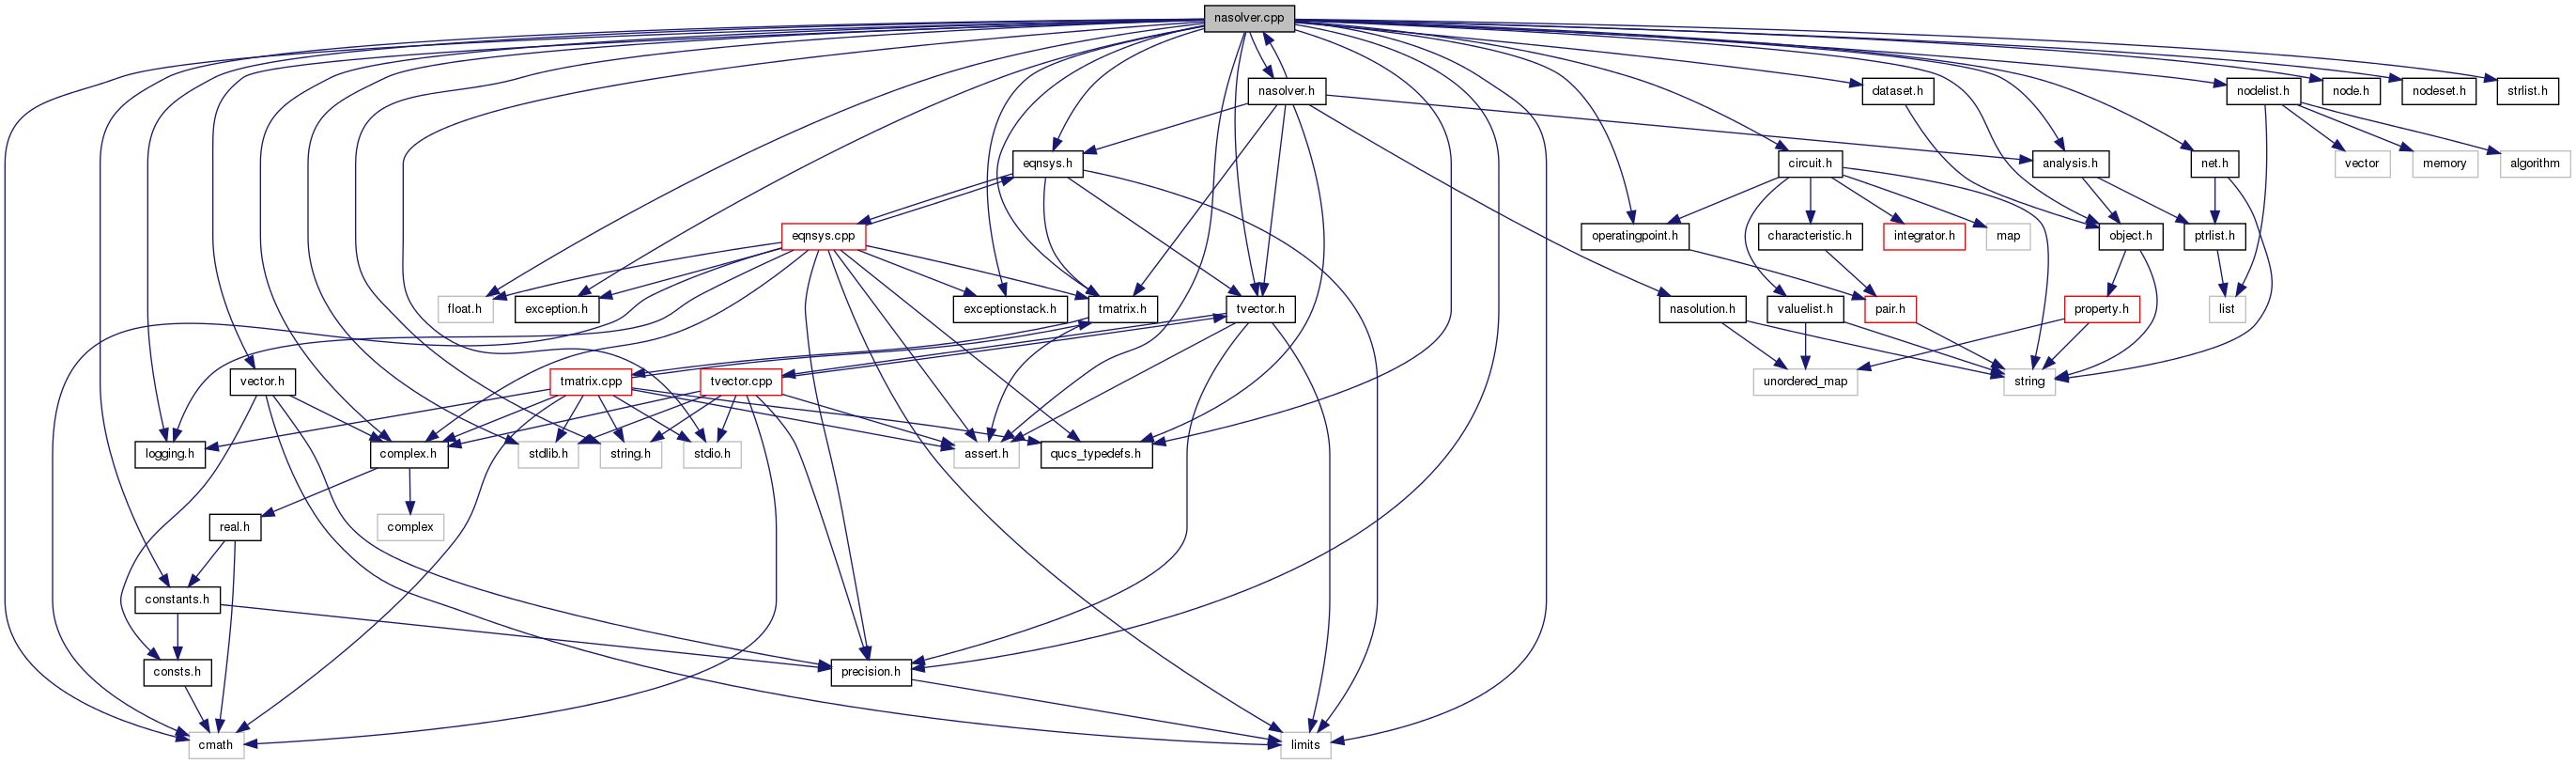 nasolver.cpp
nasolver.h
dataset.h
nodelist.h
node.h
nodeset.h
strlist.h
eqnsys.h
circuit.h
analysis.h
net.h
vector
memory
algorithm
eqnsys.cpp
operatingpoint.h
characteristic.h
integrator.h
map
object.h
ptrlist.h
float.h
exception.h
exceptionstack.h
tmatrix.h
tvector.h
nasolution.h
valuelist.h
pair.h
property.h
list
vector.h
tmatrix.cpp
tvector.cpp
unordered_map
string
logging.h
complex.h
stdlib.h
string.h
stdio.h
assert.h
qucs_typedefs.h
real.h
complex
constants.h
consts.h
precision.h
cmath
limits